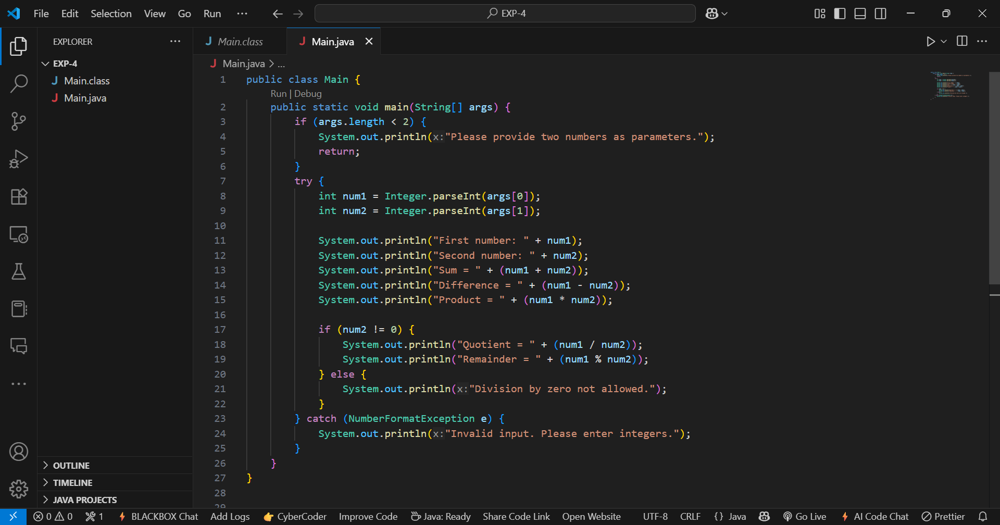 File Edit Selection View Go Run ··· EXP-4
EXPLORER ···
EXP-4
Main.class
Main.java
OUTLINE
TIMELINE
JAVA PROJECTS
Main.class Main.java
Main.java > ...
1 public class Main {
Run | Debug
2 public static void main(String[] args) {
3 if (args.length < 2) {
4 System.out.println(x:"Please provide two numbers as parameters.");
5 return;
6 }
7 try {
8 int num1 = Integer.parseInt(args[0]);
9 int num2 = Integer.parseInt(args[1]);
10
11 System.out.println("First number: " + num1);
12 System.out.println("Second number: " + num2);
13 System.out.println("Sum = " + (num1 + num2));
14 System.out.println("Difference = " + (num1 - num2));
15 System.out.println("Product = " + (num1 * num2));
16
17 if (num2 != 0) {
18 System.out.println("Quotient = " + (num1 / num2));
19 System.out.println("Remainder = " + (num1 % num2));
20 } else {
21 System.out.println(x:"Division by zero not allowed.");
22 }
23 } catch (NumberFormatException e) {
24 System.out.println(x:"Invalid input. Please enter integers.");
25 }
26 }
27 }
28
29
0 0 1 BLACKBOX Chat Add Logs CyberCoder Improve Code Java: Ready Share Code Link Open Website UTF-8 CRLF {} Java Go Live AI Code Chat Prettier